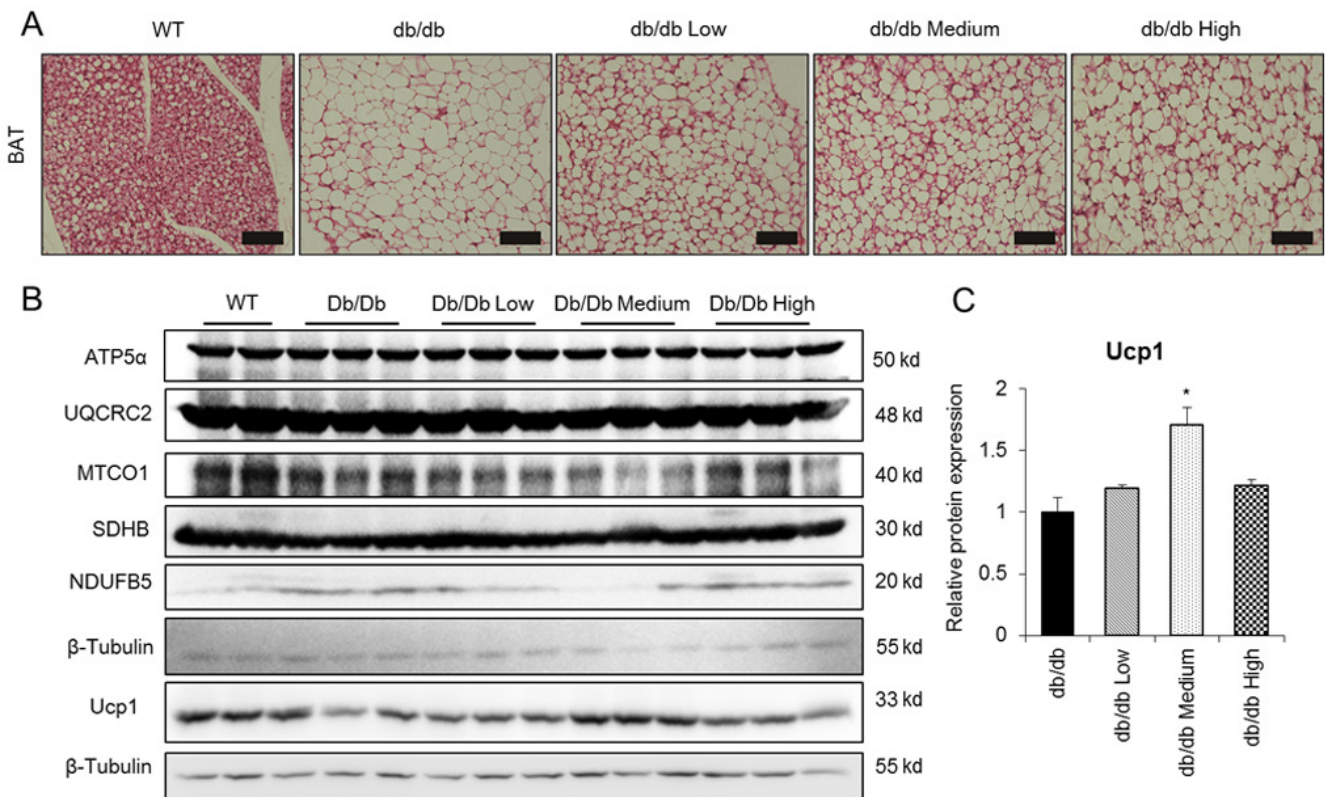 A
WT
db/db
db/db Low
db/db Medium
db/db High
BAT
B
WT
Db/Db
Db/Db Low
Db/Db Medium
Db/Db High
ATP5α
50 kd
UQCRC2
48 kd
MTCO1
40 kd
SDHB
30 kd
NDUFB5
20 kd
β-Tubulin
55 kd
Ucp1
33 kd
β-Tubulin
55 kd
C
Ucp1
Relative protein expression
2
1.5
1
0.5
0
*
db/db
db/db Low
db/db Medium
db/db High